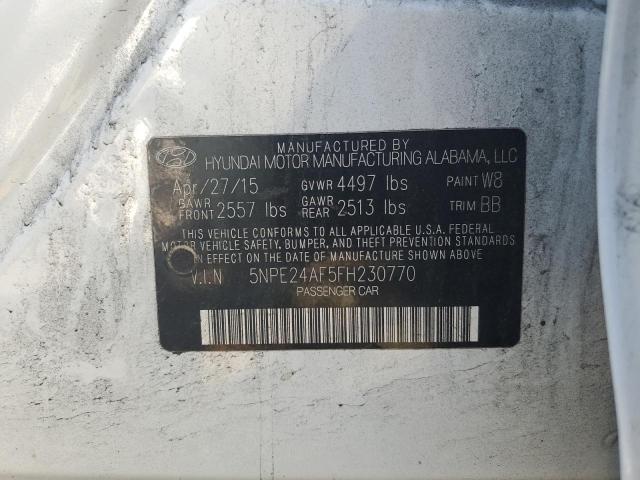 MANUFACTURED BY
HYUNDAI MOTOR MANUFACTURING ALABAMA, LLC
Apr/27/15 GVWR 4497 lbs PAINT W8
GAWR FRONT 2557 lbs GAWR REAR 2513 lbs TRIM BB
THIS VEHICLE CONFORMS TO ALL APPLICABLE U.S.A. FEDERAL
MOTOR VEHICLE SAFETY, BUMPER, AND THEFT PREVENTION STANDARDS
IN EFFECT ON THE DATE OF MANUFACTURE SHOWN ABOVE
V.I.N 5NPE24AF5FH230770
PASSENGER CAR